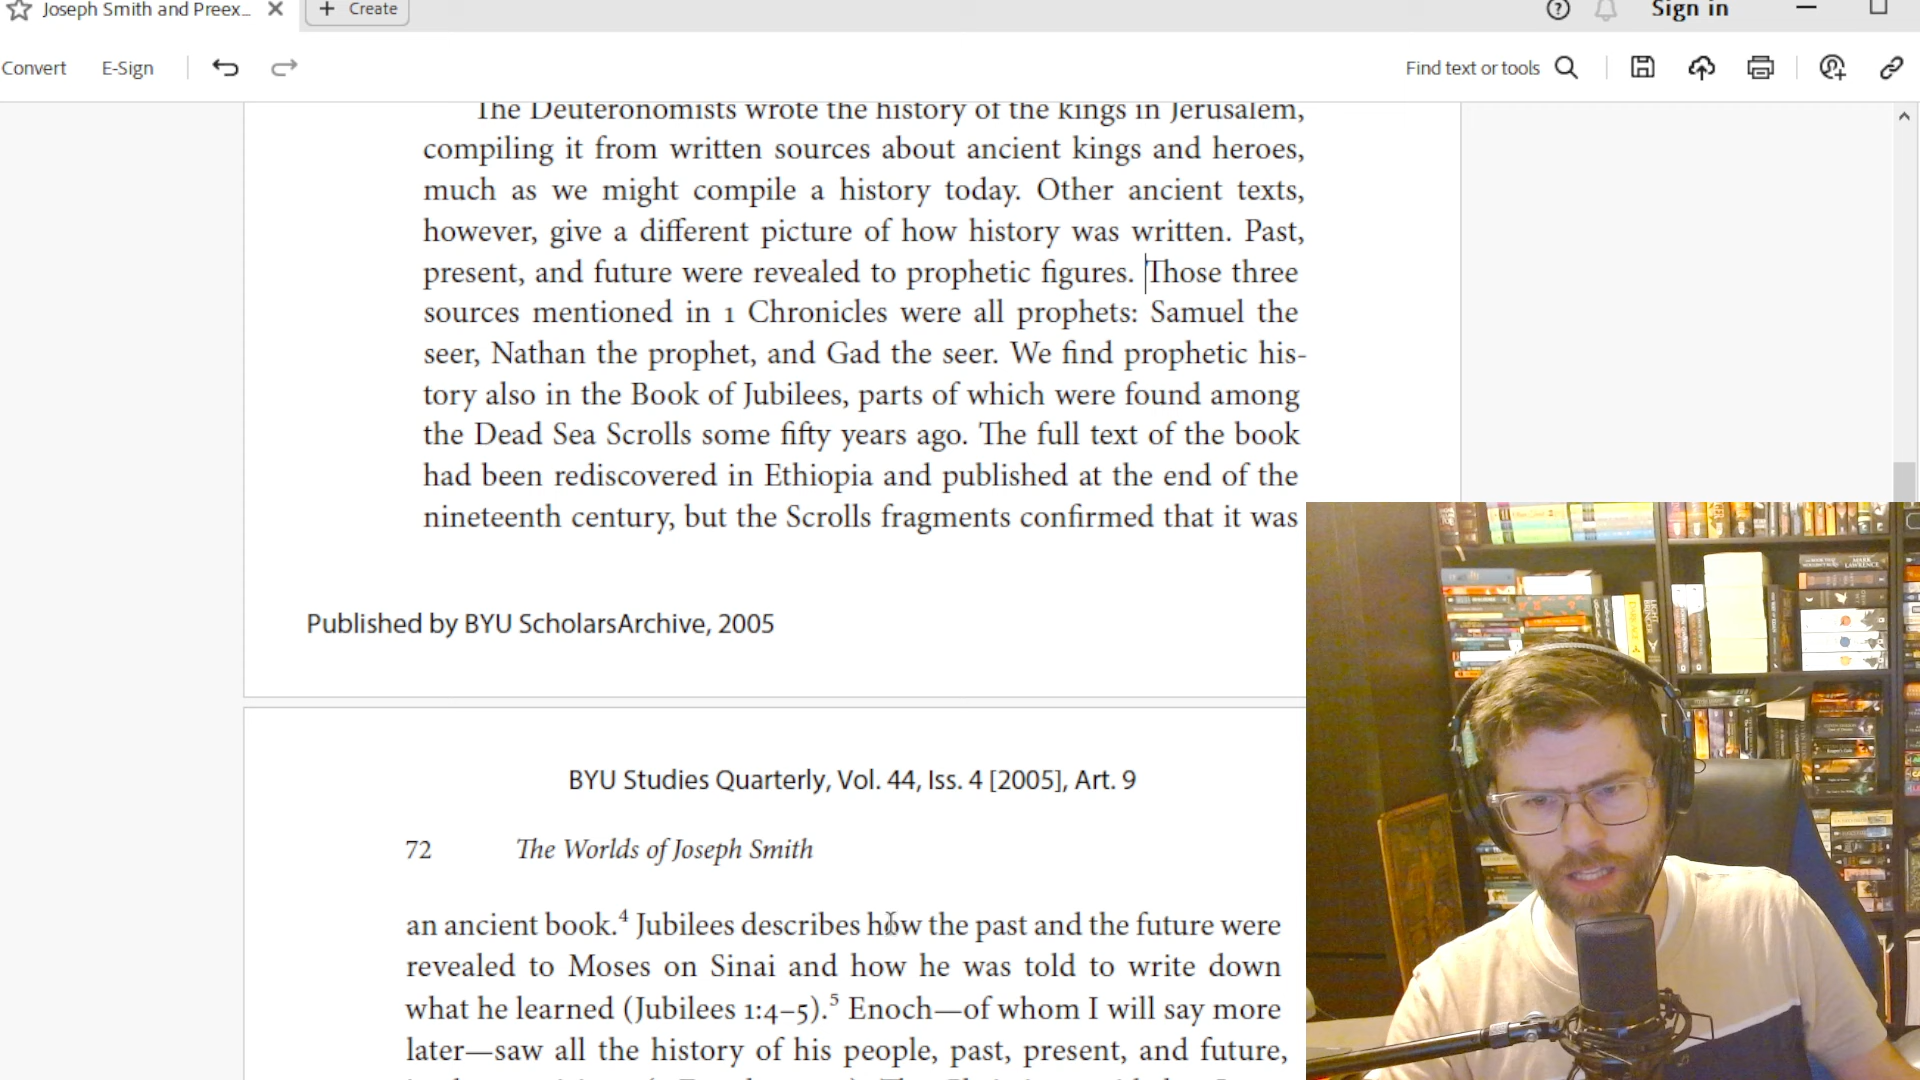 Joseph Smith and Preex...
Create
Sign in
Convert
E-Sign
Find text or tools
The Deuteronomists wrote the history of the kings in Jerusalem,
compiling it from written sources about ancient kings and heroes,
much as we might compile a history today. Other ancient texts,
however, give a different picture of how history was written. Past,
present, and future were revealed to prophetic figures. Those three
sources mentioned in 1 Chronicles were all prophets: Samuel the
seer, Nathan the prophet, and Gad the seer. We find prophetic his-
tory also in the Book of Jubilees, parts of which were found among
the Dead Sea Scrolls some fifty years ago. The full text of the book
had been rediscovered in Ethiopia and published at the end of the
nineteenth century, but the Scrolls fragments confirmed that it was
Published by BYU ScholarsArchive, 2005
BYU Studies Quarterly, Vol. 44, Iss. 4 [2005], Art. 9
72 The Worlds of Joseph Smith
an ancient book.4 Jubilees describes how the past and the future were
revealed to Moses on Sinai and how he was told to write down
what he learned (Jubilees 1:4–5).5 Enoch—of whom I will say more
later—saw all the history of his people, past, present, and future,
MARK
LAWRENCE